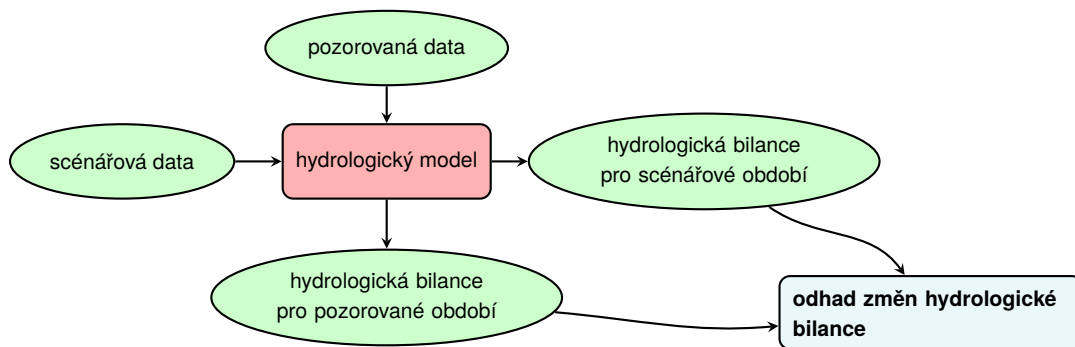 pozorovaná data
scénářová data
hydrologický model
hydrologická bilance
pro scénářové období
hydrologická bilance
pro pozorované období
odhad změn hydrologické
bilance